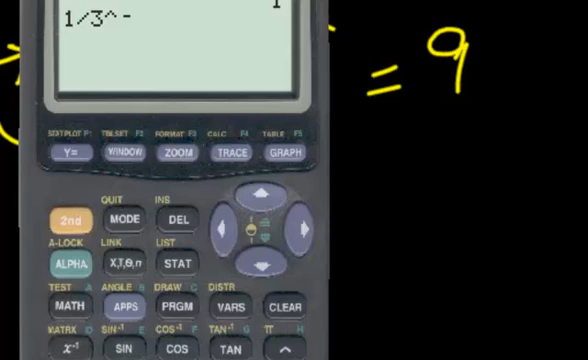 1
1/3^-
= 9
STAT PLOT F1 TBLSET F2 FORMAT F3 CALC F4 TABLE F5
Y= WINDOW ZOOM TRACE GRAPH
QUIT INS
2nd MODE DEL
A-LOCK LINK LIST
ALPHA X,T,Θ,n STAT
TEST A ANGLE B DRAW C DISTR
MATH APPS PRGM VARS CLEAR
MATRX D SIN⁻¹ E COS⁻¹ F TAN⁻¹ G π H
x⁻¹ SIN COS TAN ^